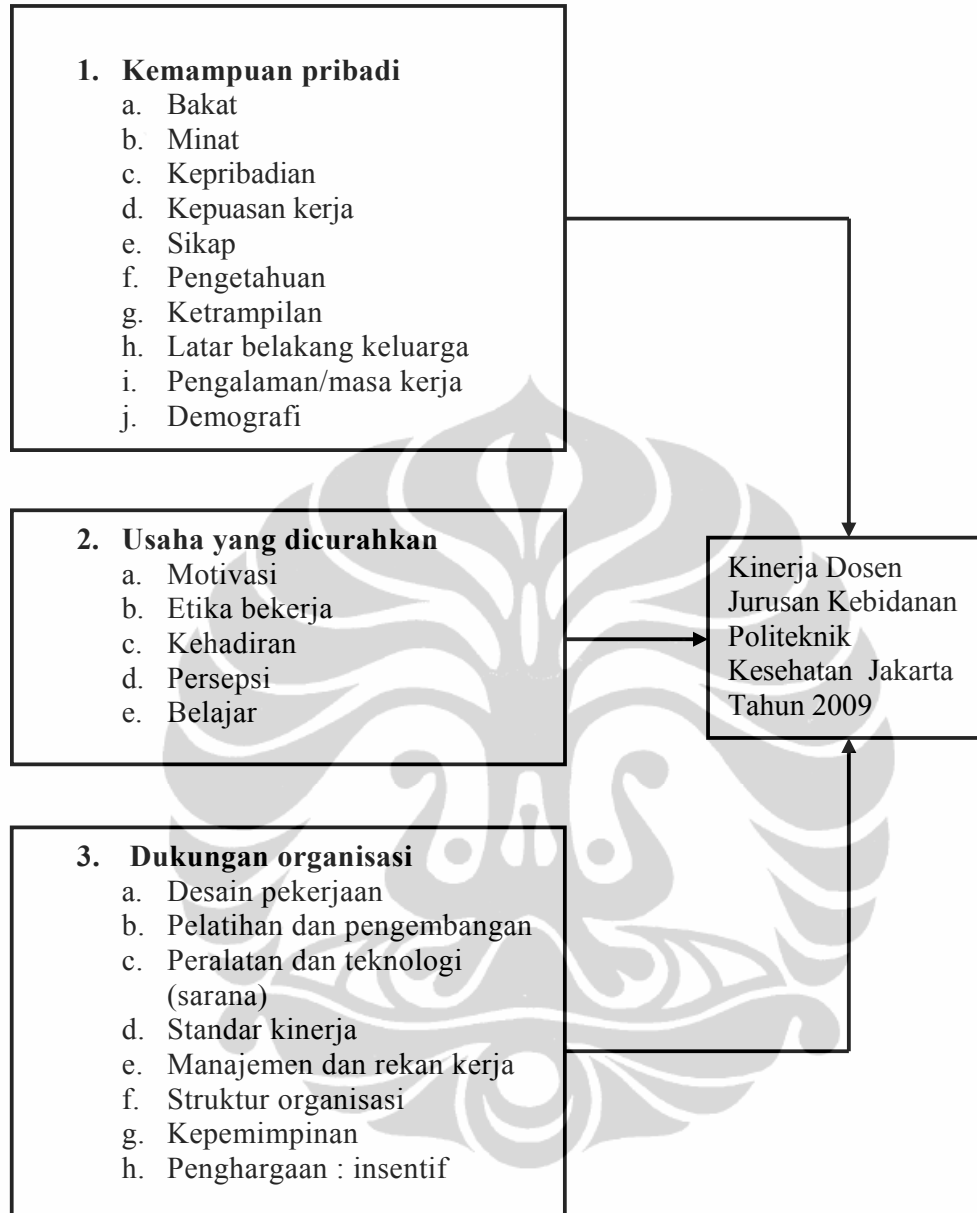 1. Kemampuan pribadi
a. Bakat
b. Minat
c. Kepribadian
d. Kepuasan kerja
e. Sikap
f. Pengetahuan
g. Ketrampilan
h. Latar belakang keluarga
i. Pengalaman/masa kerja
j. Demografi
2. Usaha yang dicurahkan
a. Motivasi
b. Etika bekerja
c. Kehadiran
d. Persepsi
e. Belajar
Kinerja Dosen
Jurusan Kebidanan
Politeknik
Kesehatan Jakarta
Tahun 2009
3. Dukungan organisasi
a. Desain pekerjaan
b. Pelatihan dan pengembangan
c. Peralatan dan teknologi
(sarana)
d. Standar kinerja
e. Manajemen dan rekan kerja
f. Struktur organisasi
g. Kepemimpinan
h. Penghargaan : insentif